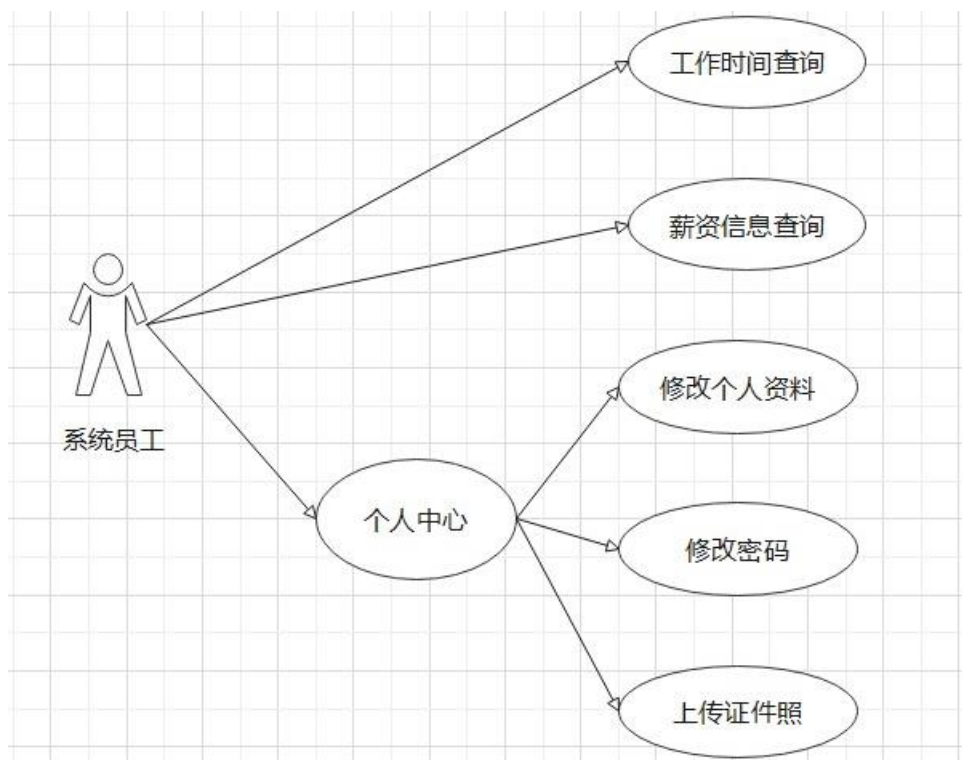 工作时间查询
薪资信息查询
系统员工
修改个人资料
个人中心
修改密码
上传证件照